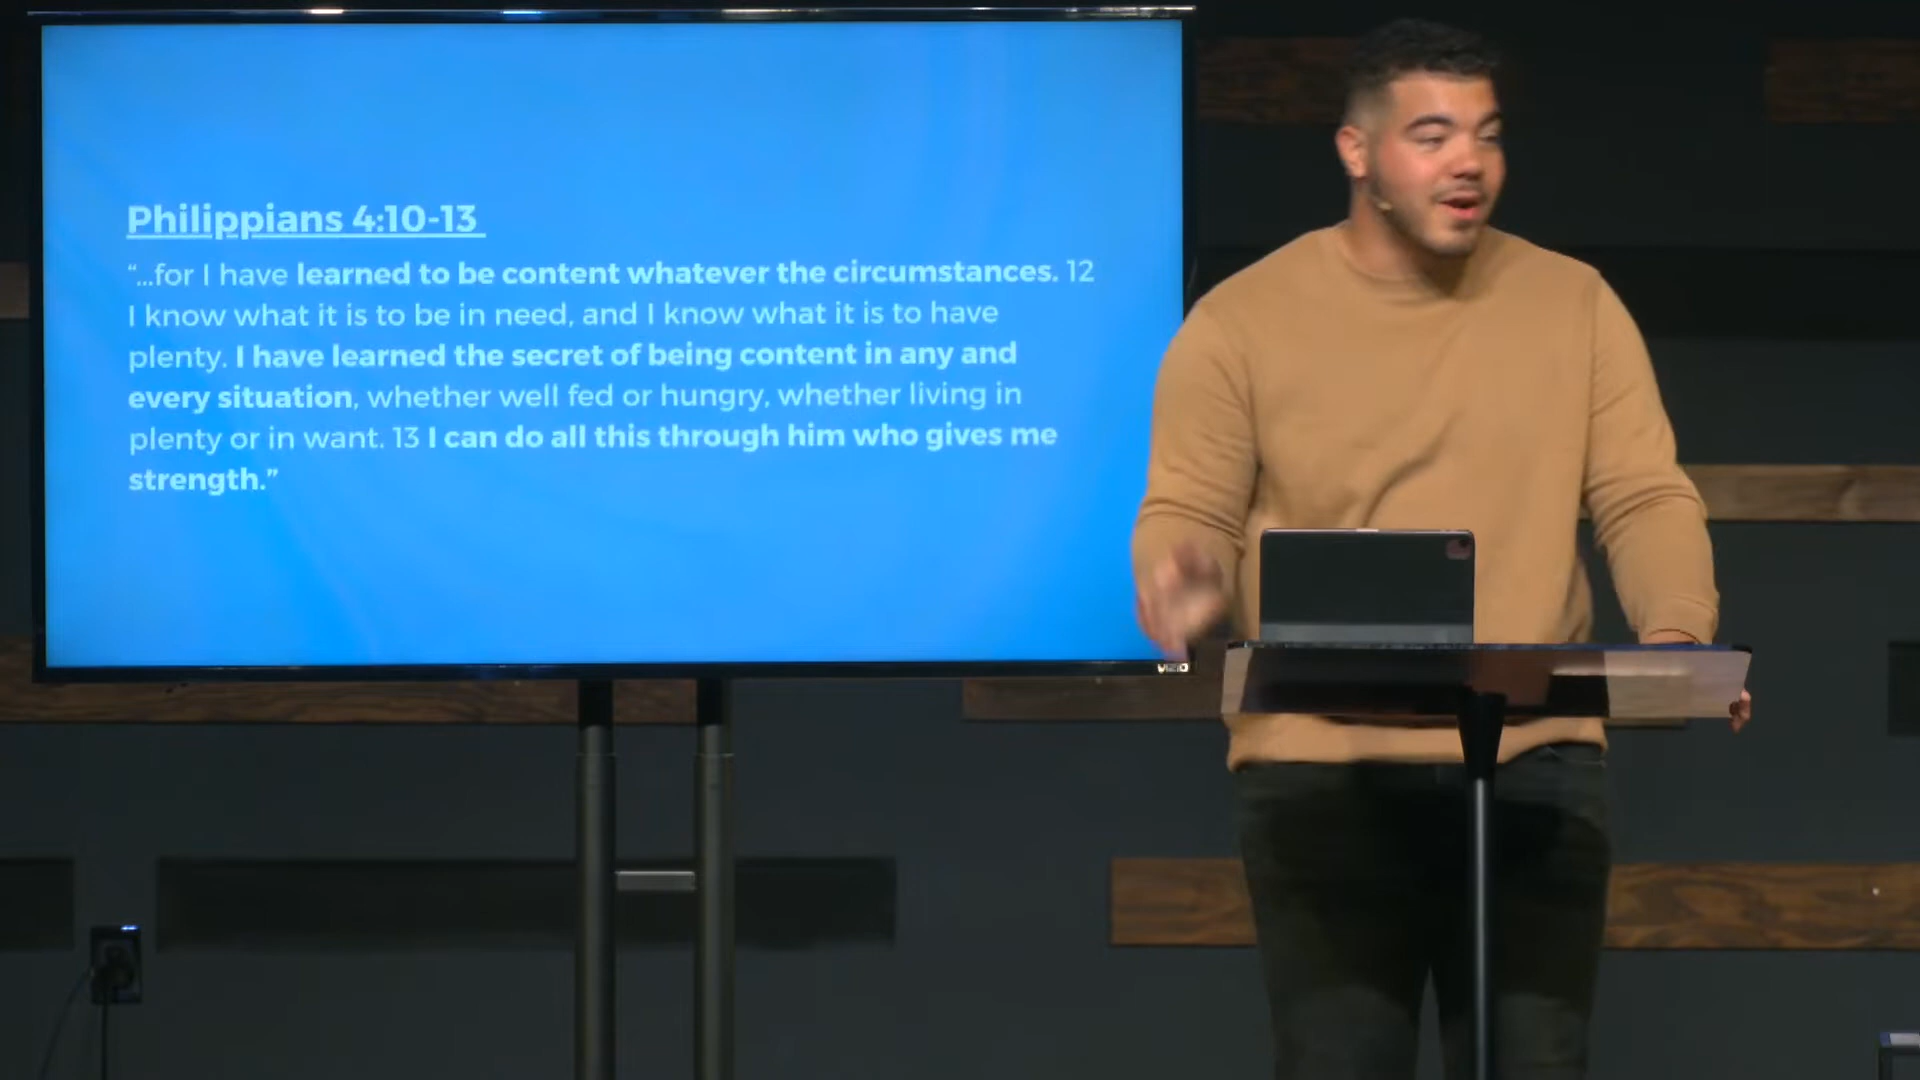 Philippians 4:10-13
“...for I have learned to be content whatever the circumstances. 12
I know what it is to be in need, and I know what it is to have
plenty. I have learned the secret of being content in any and
every situation, whether well fed or hungry, whether living in
plenty or in want. 13 I can do all this through him who gives me
strength.”
VIZIO